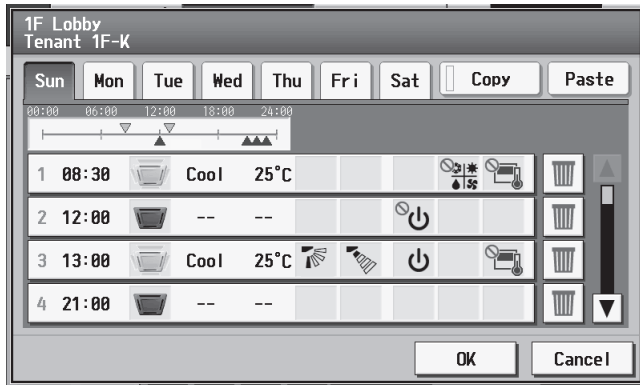 1F Lobby
Tenant 1F-K
Sun Mon Tue Wed Thu Fri Sat Copy Paste
00:00 06:00 12:00 18:00 24:00
1 08:30 Cool 25°C
2 12:00 -- --
3 13:00 Cool 25°C
4 21:00 -- --
OK Cancel